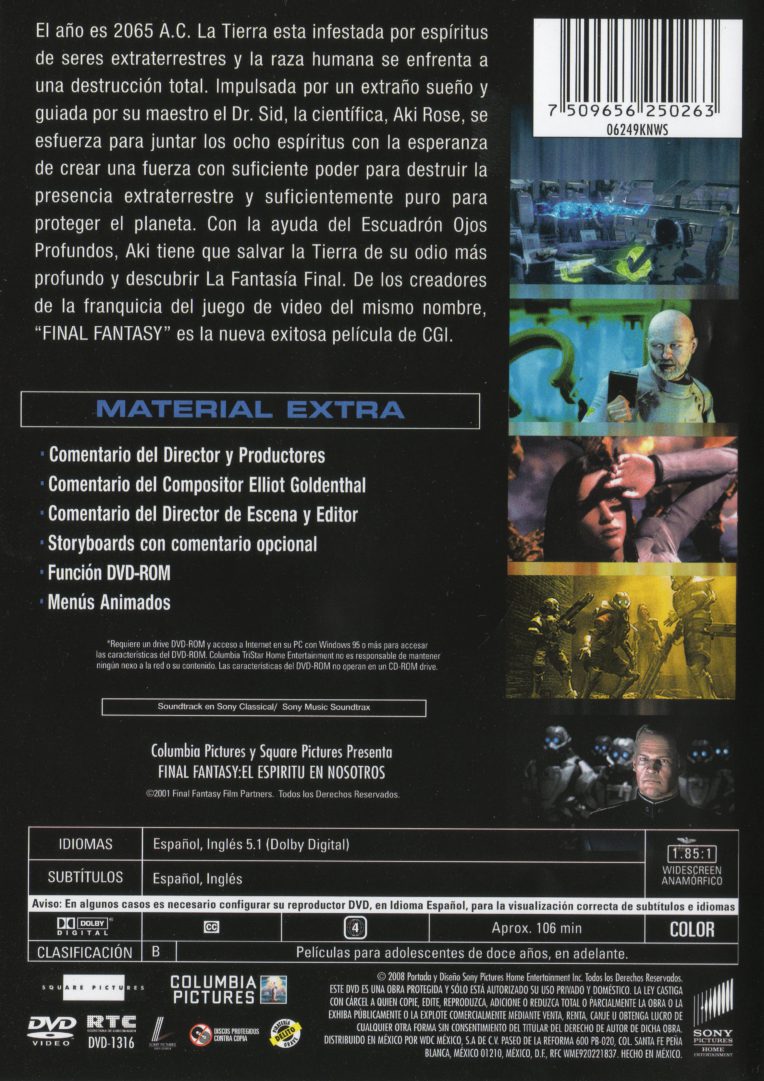 El año es 2065 A.C. La Tierra esta infestada por espíritus
de seres extraterrestres y la raza humana se enfrenta a
una destrucción total. Impulsada por un extraño sueño y
guiada por su maestro el Dr. Sid, la científica, Aki Rose, se
esfuerza para juntar los ocho espíritus con la esperanza
de crear una fuerza con suficiente poder para destruir la
presencia extraterrestre y suficientemente puro para
proteger el planeta. Con la ayuda del Escuadrón Ojos
Profundos, Aki tiene que salvar la Tierra de su odio más
profundo y descubrir La Fantasía Final. De los creadores
de la franquicia del juego de video del mismo nombre,
“FINAL FANTASY” es la nueva exitosa película de CGI.
7 509656 250263
06249KNWS
MATERIAL EXTRA
· Comentario del Director y Productores
· Comentario del Compositor Elliot Goldenthal
· Comentario del Director de Escena y Editor
· Storyboards con comentario opcional
· Función DVD-ROM
· Menús Animados
*Requiere un drive DVD-ROM y acceso a Internet en su PC con Windows 95 o más para accesar
las características del DVD-ROM. Columbia TriStar Home Entertainment no es responsable de mantener
ningún nexo a la red o su contenido. Las características del DVD-ROM no operan en un CD-ROM drive.
Soundtrack en Sony Classical/ Sony Music Soundtrax
Columbia Pictures y Square Pictures Presenta
FINAL FANTASY:EL ESPIRITU EN NOSOTROS
©2001 Final Fantasy Film Partners. Todos los Derechos Reservados.
IDIOMAS Español, Inglés 5.1 (Dolby Digital)
SUBTÍTULOS Español, Inglés
1.85:1
WIDESCREEN
ANAMÓRFICO
Aviso: En algunos casos es necesario configurar su reproductor DVD, en Idioma Español, para la visualización correcta de subtítulos e idiomas
DOLBY
DIGITAL
CC
4
Aprox. 106 min
COLOR
CLASIFICACIÓN B Películas para adolescentes de doce años, en adelante.
SQUARE PICTURES
COLUMBIA
PICTURES
© 2008 Portada y Diseño Sony Pictures Home Entertainment Inc. Todos los Derechos Reservados.
ESTE DVD ES UNA OBRA PROTEGIDA Y SÓLO ESTÁ AUTORIZADO SU USO PRIVADO Y DOMÉSTICO. LA LEY CASTIGA
CON CÁRCEL A QUIEN COPIE, EDITE, REPRODUZCA, ADICIONE O REDUZCA TOTAL O PARCIALMENTE LA OBRA O LA
EXHIBA PÚBLICAMENTE O LA EXPLOTE COMERCIALMENTE MEDIANTE VENTA, RENTA, CANJE U OBTENGA LUCRO DE
CUALQUIER OTRA FORMA SIN CONSENTIMIENTO DEL TITULAR DEL DERECHO DE AUTOR DE DICHA OBRA.
DISTRIBUIDO EN MÉXICO POR WDC MÉXICO, S.A DE C.V. PASEO DE LA REFORMA 600 PB-020, COL. SANTA FE PEÑA
BLANCA, MÉXICO 01210, MÉXICO, D.F., RFC WME920221837. HECHO EN MÉXICO.
DVD
VIDEO
RTC
DVD-1316
DISCOS PROTEGIDOS
CONTRA COPIA
DELITO
SONY
PICTURES
HOME
ENTERTAINMENT